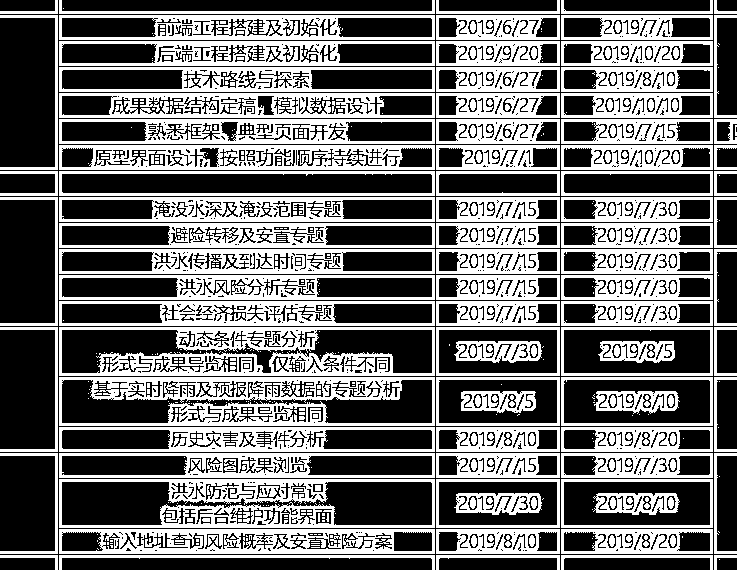 前端工程搭建及初始化 2019/6/27 2019/7/1
后端工程搭建及初始化 2019/9/20 2019/10/20
技术路线与探索 2019/6/27 2019/8/10
成果数据结构定稿，模拟数据设计 2019/6/27 2019/10/10
熟悉框架、典型页面开发 2019/6/27 2019/7/15
原型界面设计，按照功能顺序持续进行 2019/7/1 2019/10/20
淹没水深及淹没范围专题 2019/7/15 2019/7/30
避险转移及安置专题 2019/7/15 2019/7/30
洪水传播及到达时间专题 2019/7/15 2019/7/30
洪水风险分析专题 2019/7/15 2019/7/30
社会经济损失评估专题 2019/7/15 2019/7/30
动态条件专题分析
形式与成果导览相同，仅输入条件不同 2019/7/30 2019/8/5
基于实时降雨及预报降雨数据的专题分析
形式与成果导览相同 2019/8/5 2019/8/10
历史灾害及事件分析 2019/8/10 2019/8/20
风险图成果浏览 2019/7/15 2019/7/30
洪水防范与应对常识
包括后台维护功能界面 2019/7/30 2019/8/10
输入地址查询风险概率及安置避险方案 2019/8/10 2019/8/20